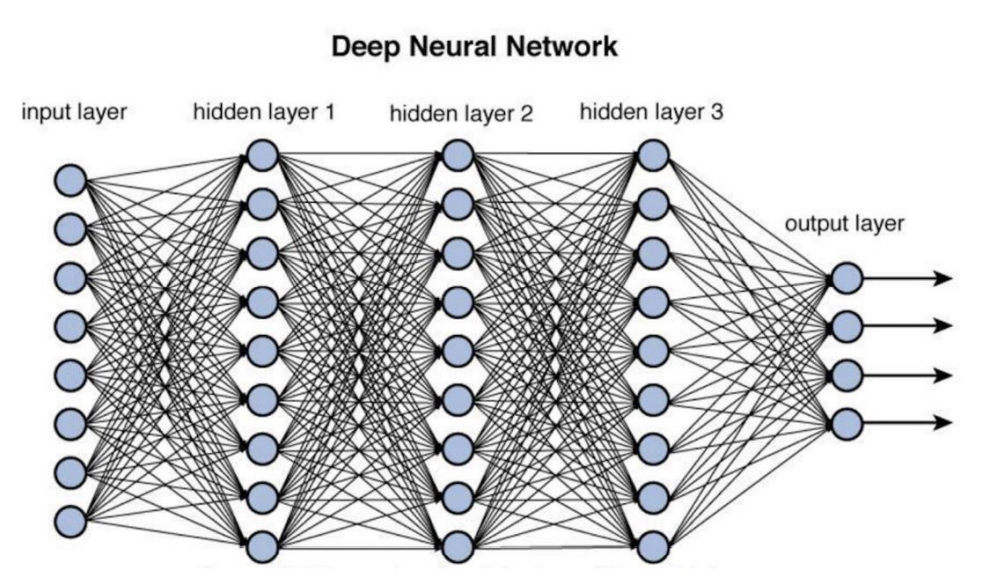 Deep Neural Network
input layer
hidden layer 1
hidden layer 2
hidden layer 3
output layer